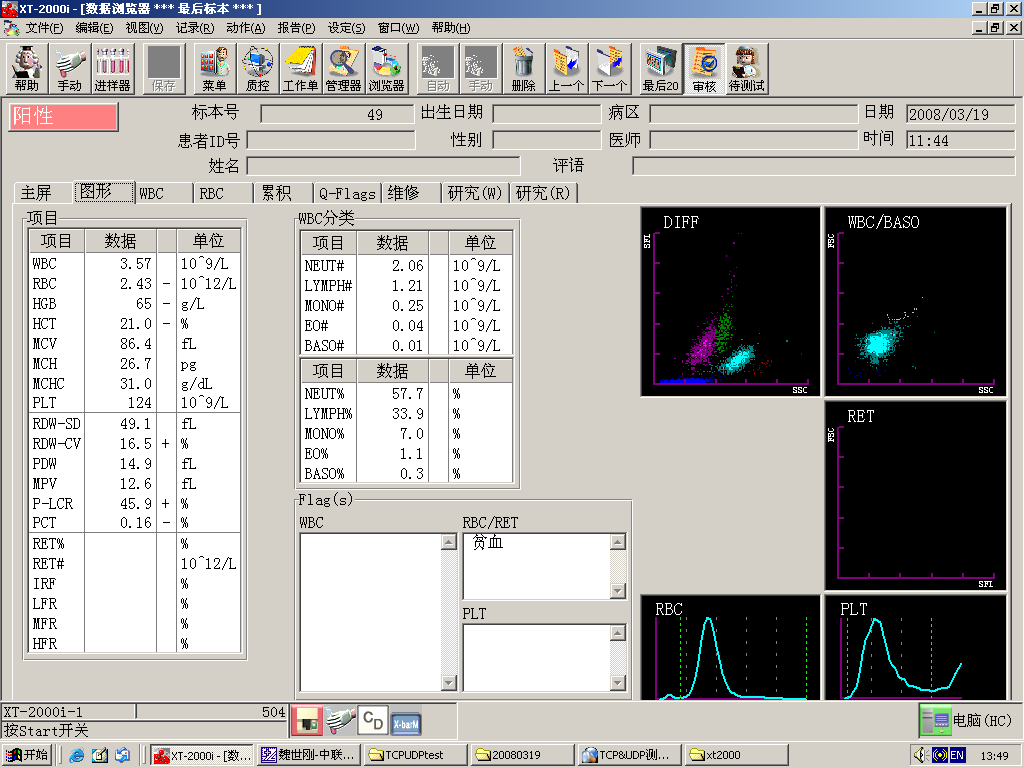 XT-2000i - [数据浏览器 *** 最后标本 *** ]
文件(F) 编辑(E) 视图(V) 记录(R) 动作(A) 报告(P) 设定(S) 窗口(W) 帮助(H)
帮助 手动 进样器 保存 菜单 质控 工作单 管理器 浏览器 自动 手动 删除 上一个 下一个 最后20 审核 待测试
阳性 标本号 49 出生日期 病区 日期 2008/03/19
患者ID号 性别 医师 时间 11:44
姓名 评语
主屏 图形 WBC RBC 累积 Q-Flags 维修 研究(W) 研究(R)
项目
项目 数据 单位
WBC 3.57 10^9/L
RBC 2.43 - 10^12/L
HGB 65 - g/L
HCT 21.0 - %
MCV 86.4 fL
MCH 26.7 pg
MCHC 31.0 g/dL
PLT 124 10^9/L
RDW-SD 49.1 fL
RDW-CV 16.5 + %
PDW 14.9 fL
MPV 12.6 fL
P-LCR 45.9 + %
PCT 0.16 - %
RET% %
RET# 10^12/L
IRF %
LFR %
MFR %
HFR %
WBC分类
项目 数据 单位
NEUT# 2.06 10^9/L
LYMPH# 1.21 10^9/L
MONO# 0.25 10^9/L
EO# 0.04 10^9/L
BASO# 0.01 10^9/L
项目 数据 单位
NEUT% 57.7 %
LYMPH% 33.9 %
MONO% 7.0 %
EO% 1.1 %
BASO% 0.3 %
Flag(s)
WBC
RBC/RET
贫血
PLT
DIFF
SFL
SSC
WBC/BASO
FSC
SSC
RET
FSC
SFL
RBC
PLT
XT-2000i-1 504
按Start开关
CD
X-barM
电脑(HC)
开始 XT-2000i - [数... 魏世刚-中联... TCPUDPtest 20080319 TCP&UDP测... xt2000 EN 13:49